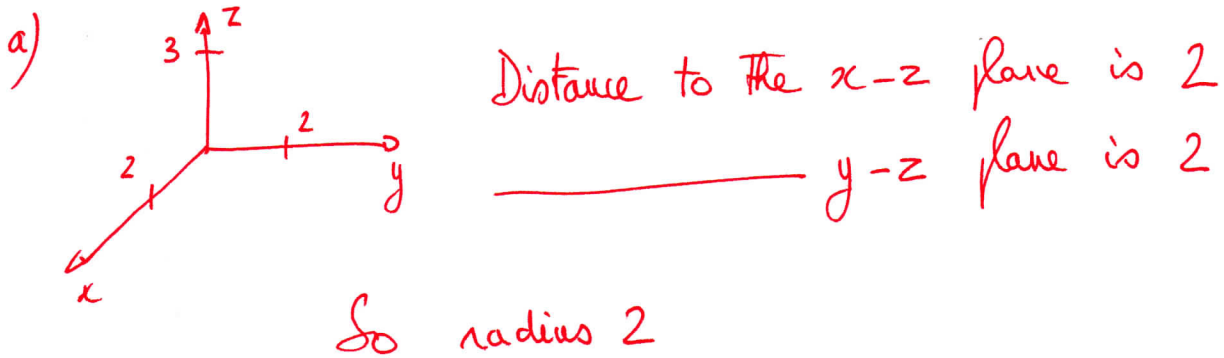 a)
z
3
2
2
y
x
Distance to the x-z plane is 2
y-z plane is 2
So radius 2